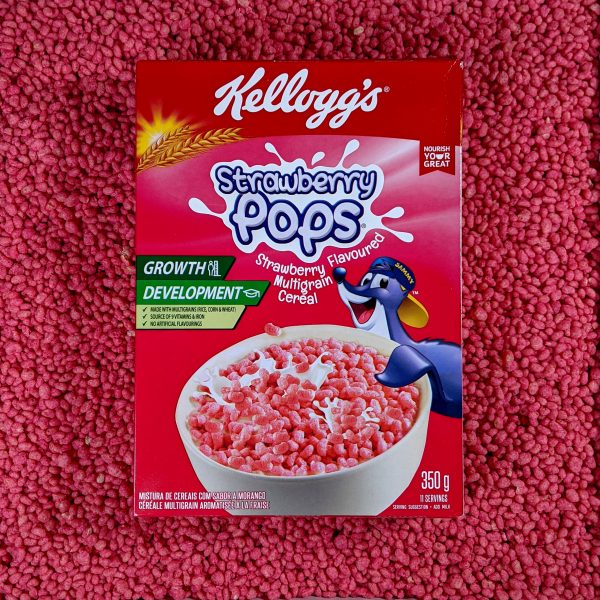 Kellogg's®
NOURISH
YOUR
GREAT
Strawberry
POPS®
Strawberry Flavoured
Multigrain
Cereal
SAMMY
™
GROWTH
DEVELOPMENT
✓ MADE WITH MULTIGRAINS (RICE, CORN & WHEAT)
✓ SOURCE OF 9 VITAMINS & IRON
✓ NO ARTIFICIAL FLAVOURINGS
350 g
11 SERVINGS
SERVING SUGGESTION • ADD MILK
MISTURA DE CEREAIS COM SABOR A MORANGO
CÉRÉALE MULTIGRAIN AROMATISÉE À LA FRAISE